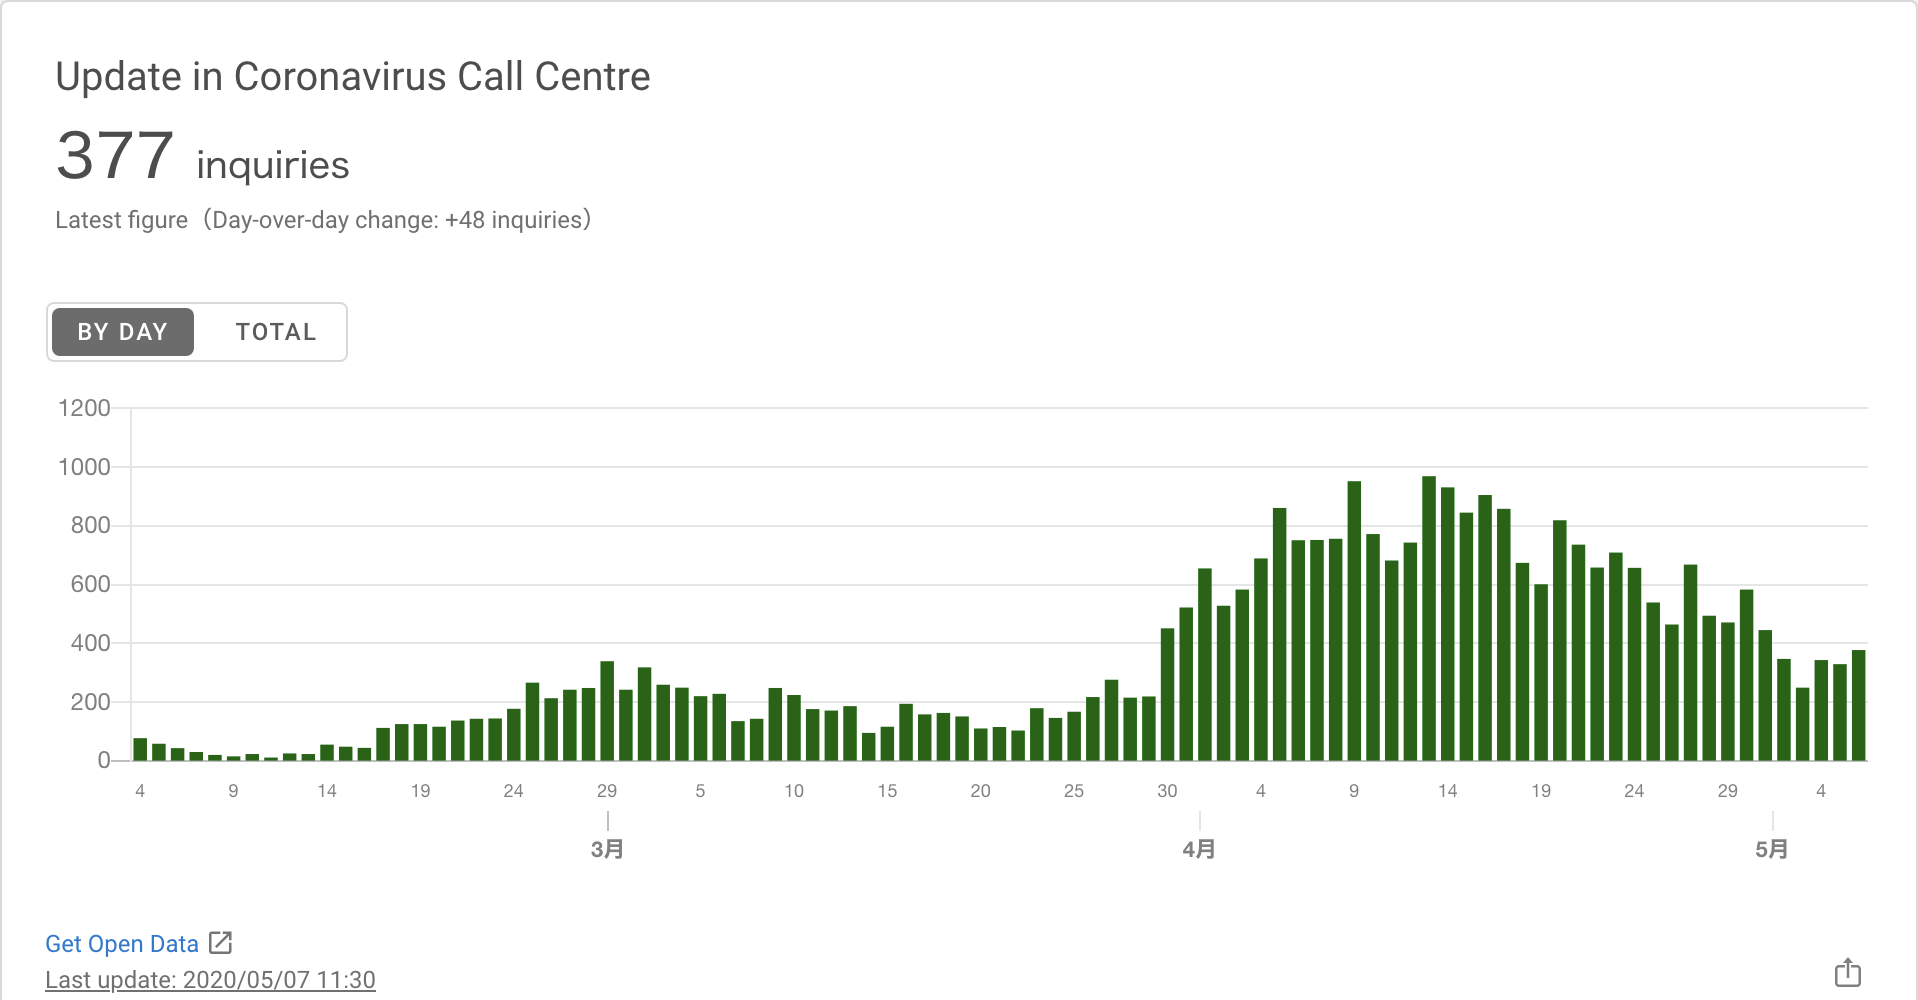 Update in Coronavirus Call Centre
377 inquiries
Latest figure（Day-over-day change: +48 inquiries）
BY DAY TOTAL
1200
1000
800
600
400
200
0
4 9 14 19 24 29 5 10 15 20 25 30 4 9 14 19 24 29 4
3月 4月 5月
Get Open Data
Last update: 2020/05/07 11:30